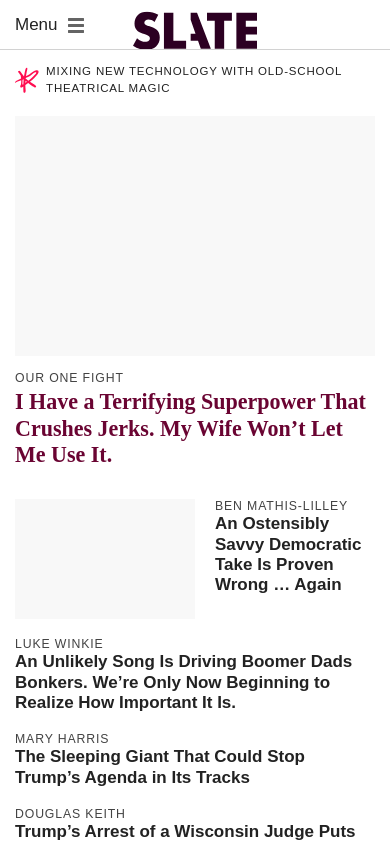 Menu
SLATE
MIXING NEW TECHNOLOGY WITH OLD-SCHOOL
THEATRICAL MAGIC
OUR ONE FIGHT
I Have a Terrifying Superpower That
Crushes Jerks. My Wife Won’t Let
Me Use It.
BEN MATHIS-LILLEY
An Ostensibly
Savvy Democratic
Take Is Proven
Wrong … Again
LUKE WINKIE
An Unlikely Song Is Driving Boomer Dads
Bonkers. We’re Only Now Beginning to
Realize How Important It Is.
MARY HARRIS
The Sleeping Giant That Could Stop
Trump’s Agenda in Its Tracks
DOUGLAS KEITH
Trump’s Arrest of a Wisconsin Judge Puts